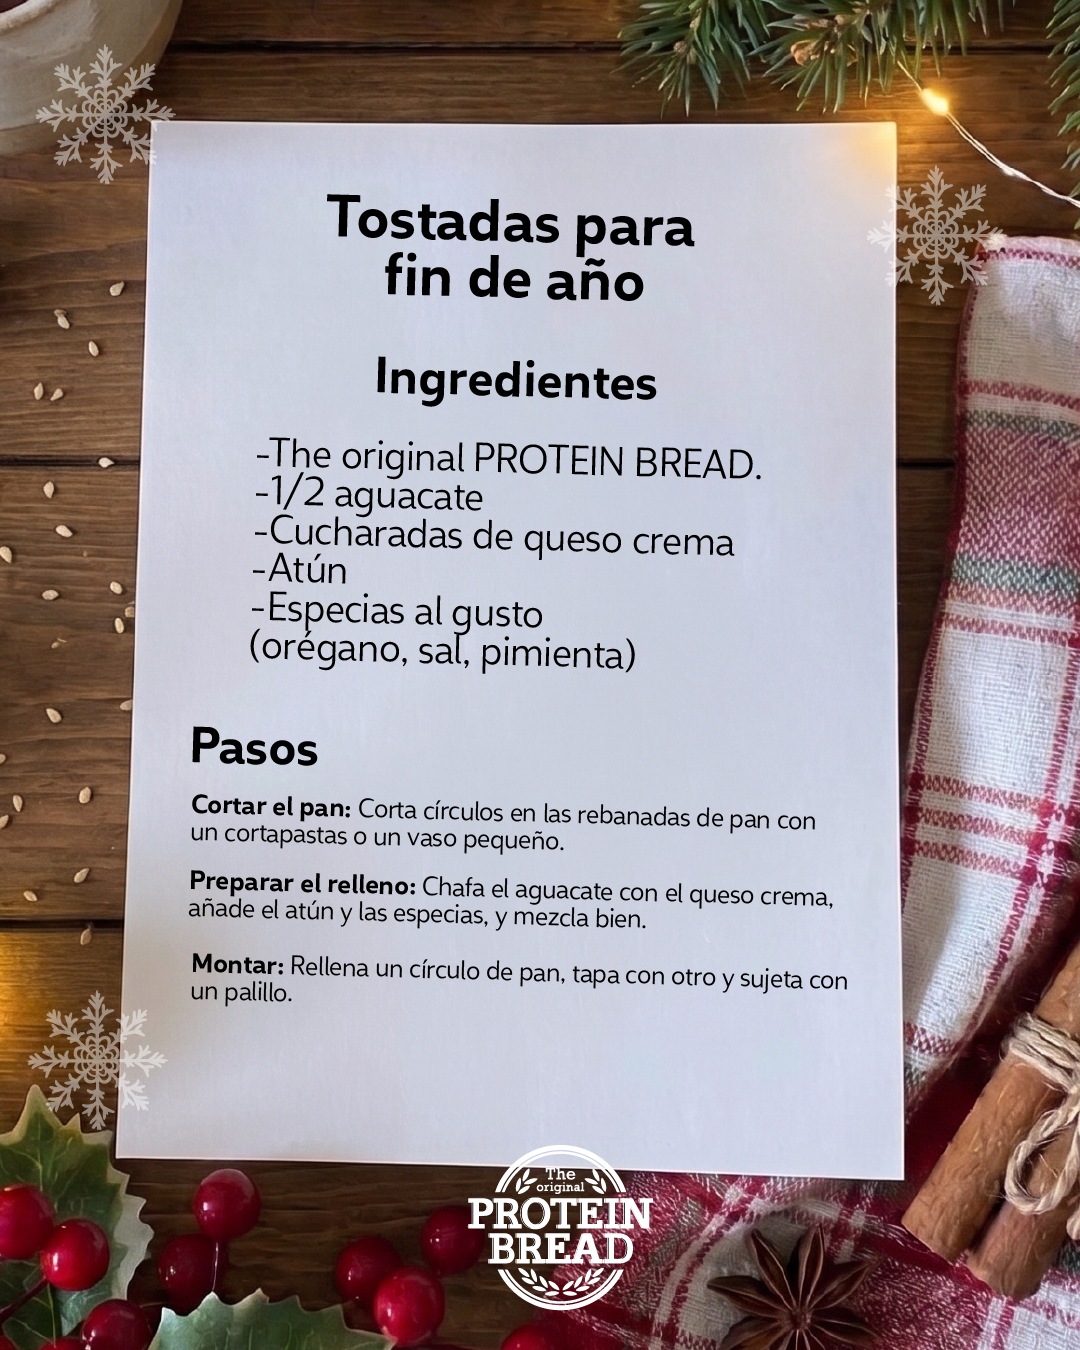 Tostadas para
fin de año
Ingredientes
-The original PROTEIN BREAD.
-1/2 aguacate
-Cucharadas de queso crema
-Atún
-Especias al gusto
(orégano, sal, pimienta)
Pasos
Cortar el pan: Corta círculos en las rebanadas de pan con
un cortapastas o un vaso pequeño.
Preparar el relleno: Chafa el aguacate con el queso crema,
añade el atún y las especias, y mezcla bien.
Montar: Rellena un círculo de pan, tapa con otro y sujeta con
un palillo.
The
original
PROTEIN
BREAD